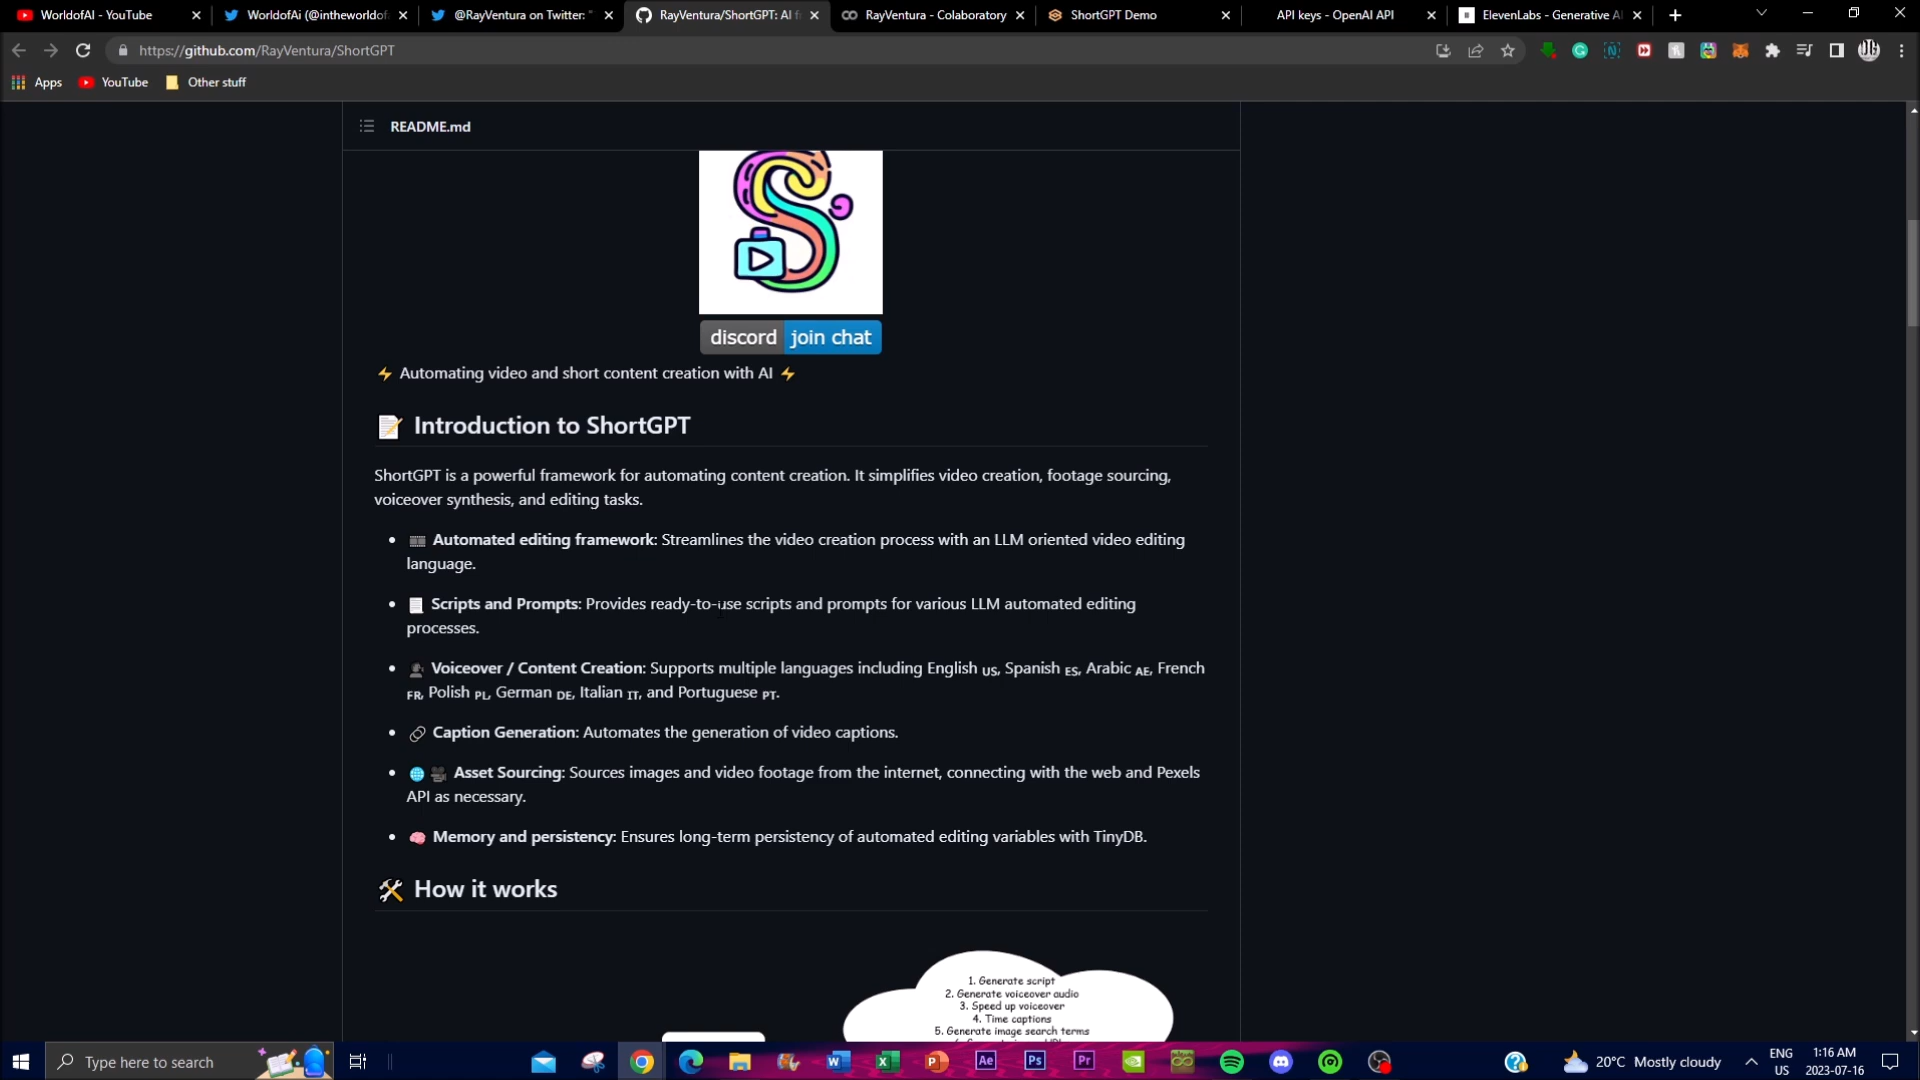 WorldofAI - YouTube
WorldofAi (@intheworldof
@RayVentura on Twitter: "
RayVentura/ShortGPT: AI f
RayVentura - Colaboratory
ShortGPT Demo
API keys - OpenAI API
ElevenLabs - Generative AI
https://github.com/RayVentura/ShortGPT
Apps
YouTube
Other stuff
README.md
discord join chat
⚡ Automating video and short content creation with AI ⚡
📝 Introduction to ShortGPT
ShortGPT is a powerful framework for automating content creation. It simplifies video creation, footage sourcing,
voiceover synthesis, and editing tasks.
• 🎞️ Automated editing framework: Streamlines the video creation process with an LLM oriented video editing
language.
• 📃 Scripts and Prompts: Provides ready-to-use scripts and prompts for various LLM automated editing
processes.
• 🗣️ Voiceover / Content Creation: Supports multiple languages including English US, Spanish ES, Arabic AE, French
FR, Polish PL, German DE, Italian IT, and Portuguese PT.
• 🔗 Caption Generation: Automates the generation of video captions.
• 🌐🎥 Asset Sourcing: Sources images and video footage from the internet, connecting with the web and Pexels
API as necessary.
• 🧠 Memory and persistency: Ensures long-term persistency of automated editing variables with TinyDB.
🛠️ How it works
1. Generate script
2. Generate voiceover audio
3. Speed up voiceover
4. Time captions
5. Generate image search terms
Type here to search
20°C Mostly cloudy
ENG
US
1:16 AM
2023-07-16